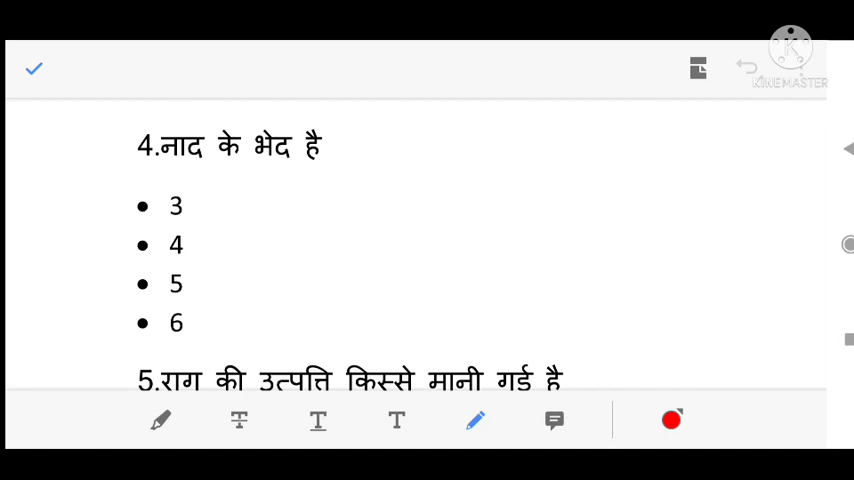 KINEMASTER
4.नाद के भेद है
• 3
• 4
• 5
• 6
5.राग की उत्पत्ति किस्से मानी गई है